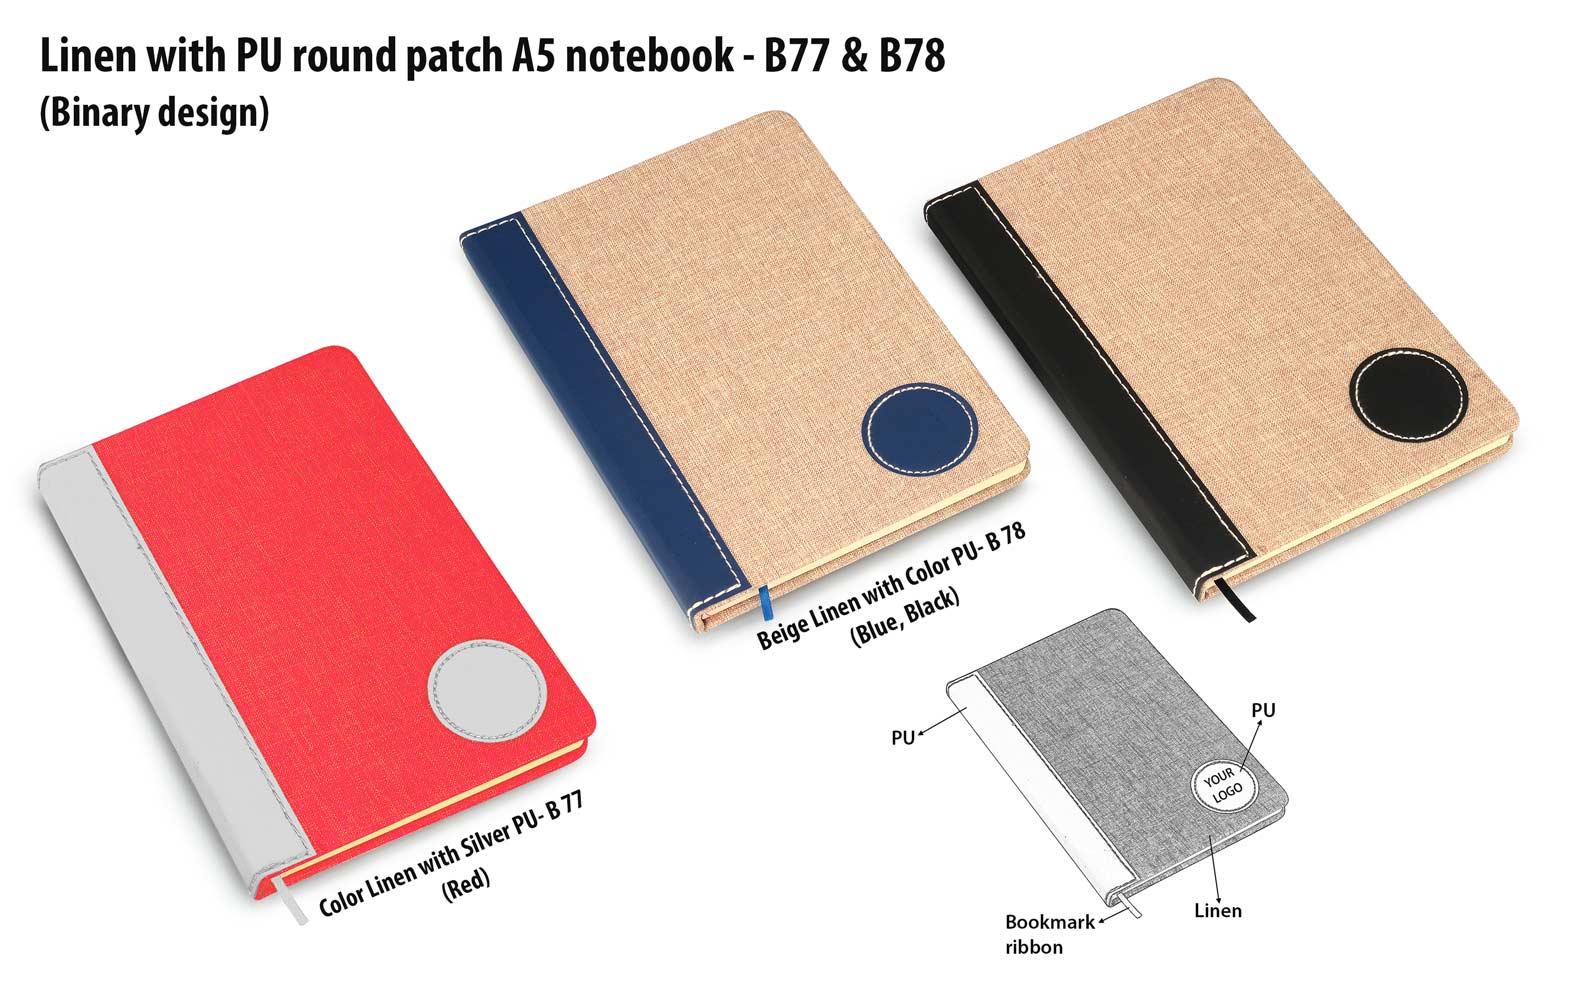 Linen with PU round patch A5 notebook - B77 & B78
(Binary design)
Beige Linen with Color PU- B 78
(Blue, Black)
Color Linen with Silver PU- B 77
(Red)
PU
PU
YOUR
LOGO
Linen
Bookmark
ribbon